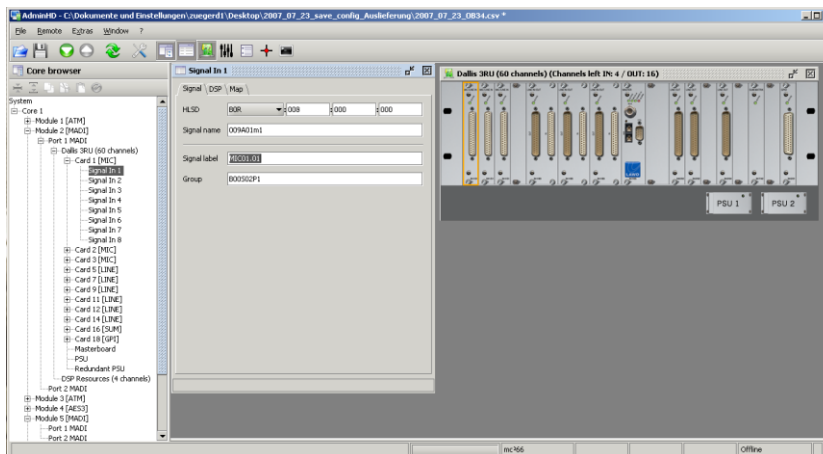 AdminHD - C:\Dokumente und Einstellungen\zuegerd1\Desktop\2007_07_23_save_config_Auslieferung\2007_07_23_0834.csv *
File Remote Extras Window ?
Core browser
System
Core 1
Module 1 [ATM]
Module 2 [MADI]
Port 1 MADI
Dallis 3RU (60 channels)
Card 1 [MIC]
Signal In 1
Signal In 2
Signal In 3
Signal In 4
Signal In 5
Signal In 6
Signal In 7
Signal In 8
Card 2 [MIC]
Card 3 [MIC]
Card 5 [LINE]
Card 7 [LINE]
Card 9 [LINE]
Card 11 [LINE]
Card 12 [LINE]
Card 14 [LINE]
Card 16 [SUM]
Card 18 [GPI]
Masterboard
PSU
Redundant PSU
DSP Resources (4 channels)
Port 2 MADI
Module 3 [ATM]
Module 4 [AES3]
Module 5 [MADI]
Port 1 MADI
Port 2 MADI
Signal In 1
Signal DSP Map
HLSD BOR :008 :000 :000
Signal name 009A01m1
Signal label MIC01.01
Group B00S02P1
Dallis 3RU (60 channels) (Channels left IN: 4 / OUT: 16)
PSU 1 PSU 2
mc²66 Offline